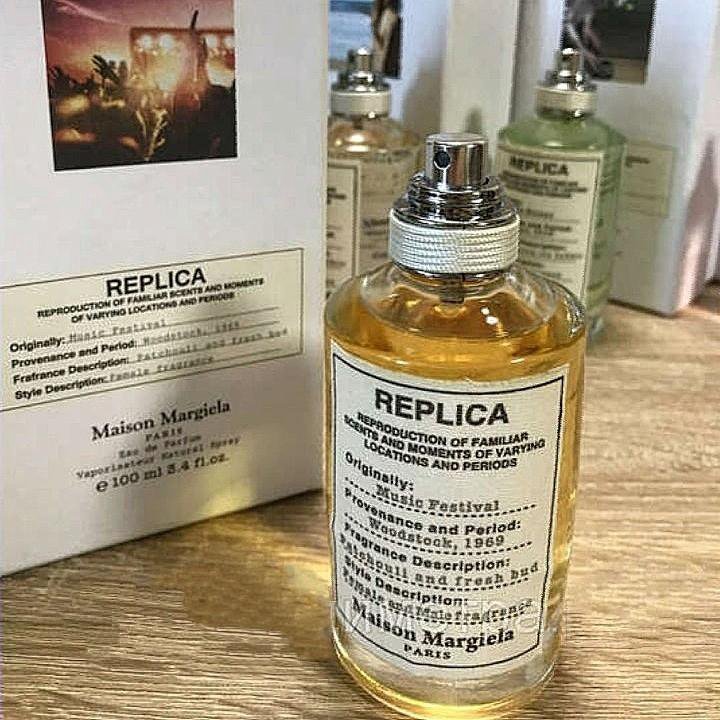 REPLICA
REPRODUCTION OF FAMILIAR SCENTS AND MOMENTS
OF VARYING LOCATIONS AND PERIODS
Originally: Music Festival
Provenance and Period: Woodstock, 1969
Frafrance Description: Patchouli and fresh bud
Style Description: Female fragrance
Maison Margiela
PARIS
Eau de Parfum
Vaporisateur Natural Spray
e 100 ml 3.4 fl.oz.
REPLICA
REPRODUCTION OF FAMILIAR
SCENTS AND MOMENTS OF VARYING
LOCATIONS AND PERIODS
Originally:
Music Festival
Provenance and Period:
Woodstock, 1969
Fragrance Description:
Patchouli and fresh bud
Style Description:
Female and Male fragrance
Maison Margiela
PARIS
REPLICA